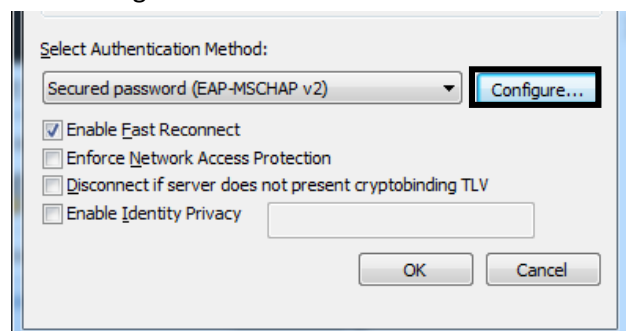 Select Authentication Method:
Secured password (EAP-MSCHAP v2) Configure...
Enable Fast Reconnect
Enforce Network Access Protection
Disconnect if server does not present cryptobinding TLV
Enable Identity Privacy
OK Cancel